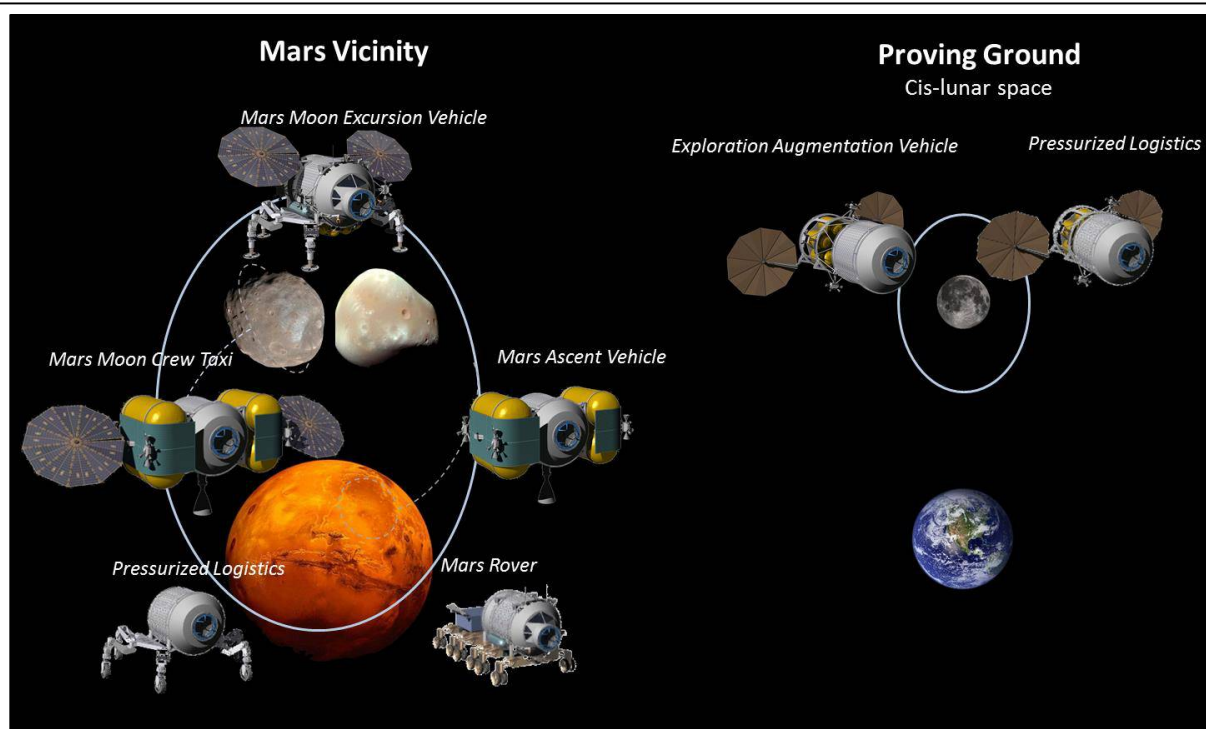 Mars Vicinity
Mars Moon Excursion Vehicle
Mars Moon Crew Taxi
Mars Ascent Vehicle
Pressurized Logistics
Mars Rover
Proving Ground
Cis-lunar space
Exploration Augmentation Vehicle
Pressurized Logistics